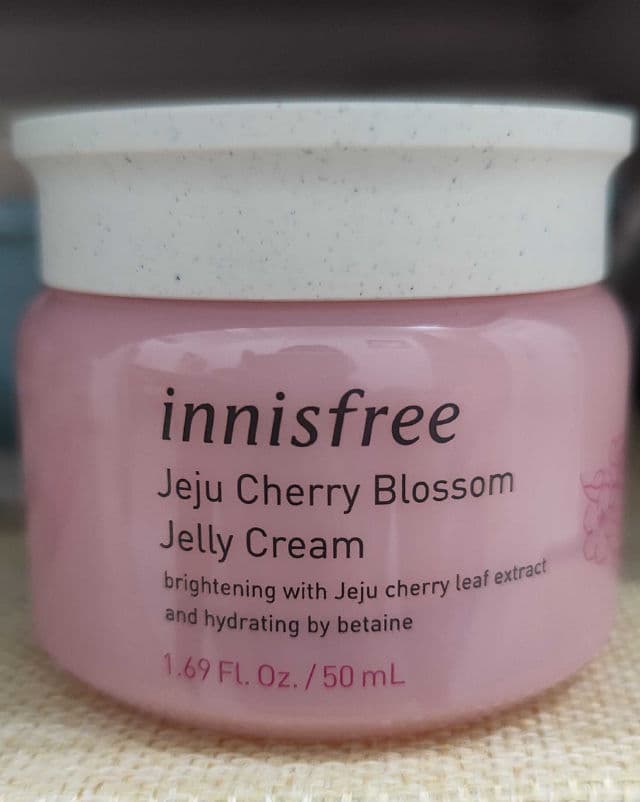 innisfree
Jeju Cherry Blossom
Jelly Cream
brightening with Jeju cherry leaf extract
and hydrating by betaine
1.69 Fl. Oz. / 50 mL